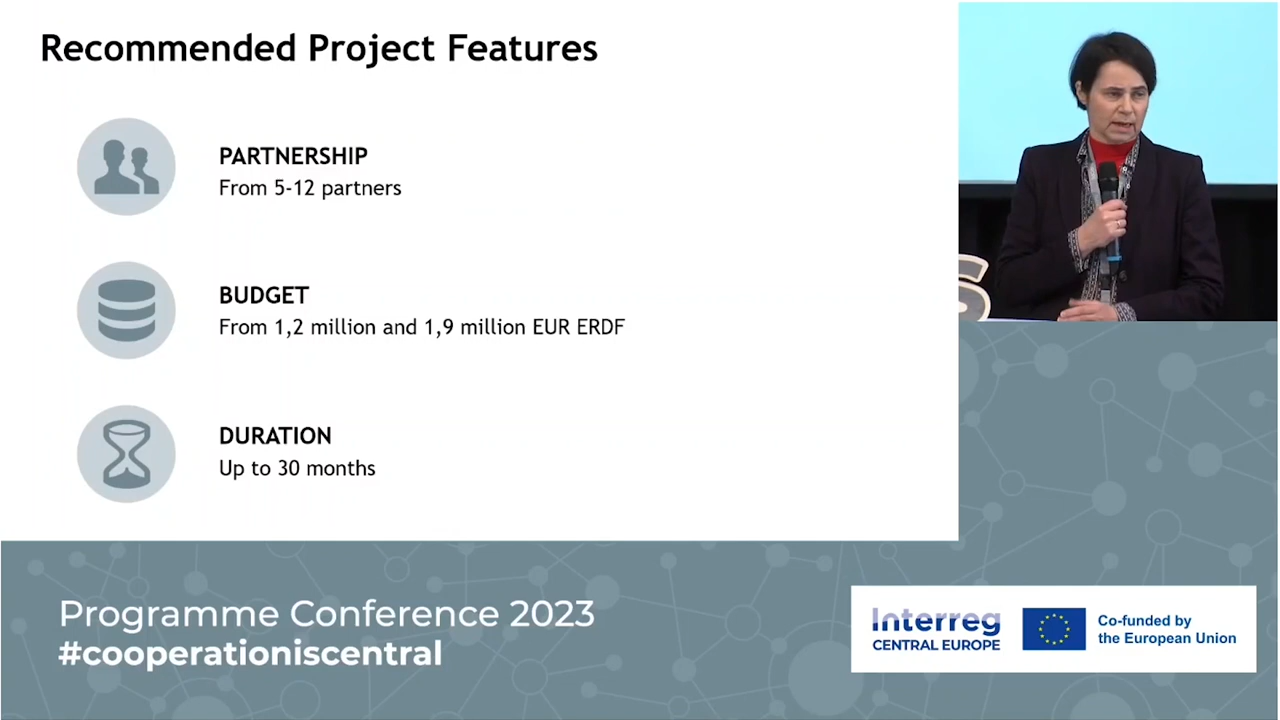 Recommended Project Features
PARTNERSHIP
From 5-12 partners
BUDGET
From 1,2 million and 1,9 million EUR ERDF
DURATION
Up to 30 months
S
Programme Conference 2023
#cooperationiscentral
Interreg
CENTRAL EUROPE
Co-funded by
the European Union